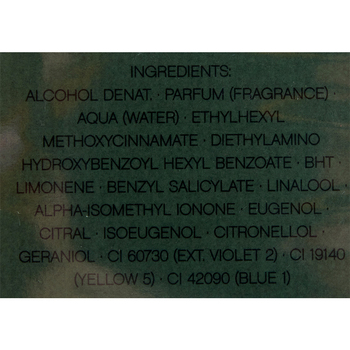 INGREDIENTS:
ALCOHOL DENAT. · PARFUM (FRAGRANCE) ·
AQUA (WATER) · ETHYLHEXYL
METHOXYCINNAMATE · DIETHYLAMINO
HYDROXYBENZOYL HEXYL BENZOATE · BHT ·
LIMONENE · BENZYL SALICYLATE · LINALOOL ·
ALPHA-ISOMETHYL IONONE · EUGENOL ·
CITRAL · ISOEUGENOL · CITRONELLOL ·
GERANIOL · CI 60730 (EXT. VIOLET 2) · CI 19140
(YELLOW 5) · CI 42090 (BLUE 1)